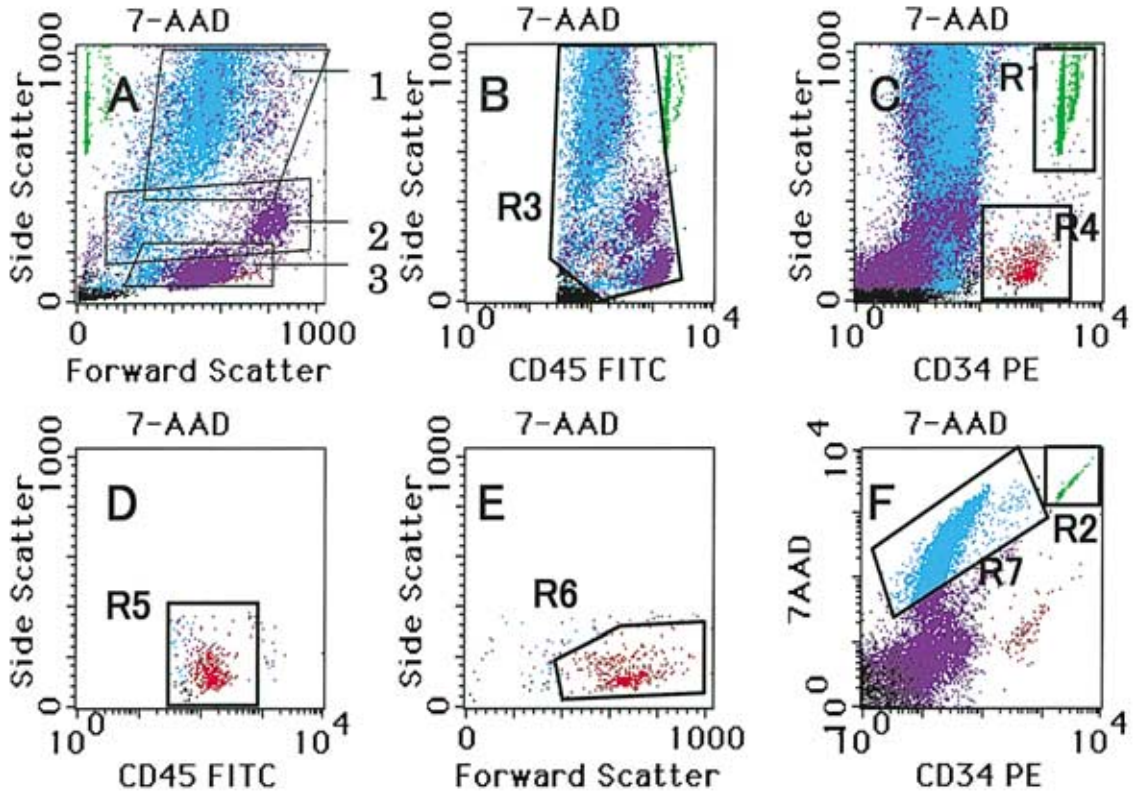 7-AAD 7-AAD 7-AAD
A 1 2 3
Side Scatter
0 1000
0 1000
Forward Scatter
B R3
Side Scatter
0 1000
10^0 10^4
CD45 FITC
C R1 R4
Side Scatter
0 1000
10^0 10^4
CD34 PE
7-AAD 7-AAD 7-AAD
D R5
Side Scatter
0 1000
10^0 10^4
CD45 FITC
E R6
Side Scatter
0 1000
0 1000
Forward Scatter
F R2 R7
7AAD
10^0 10^4
10^0 10^4
CD34 PE